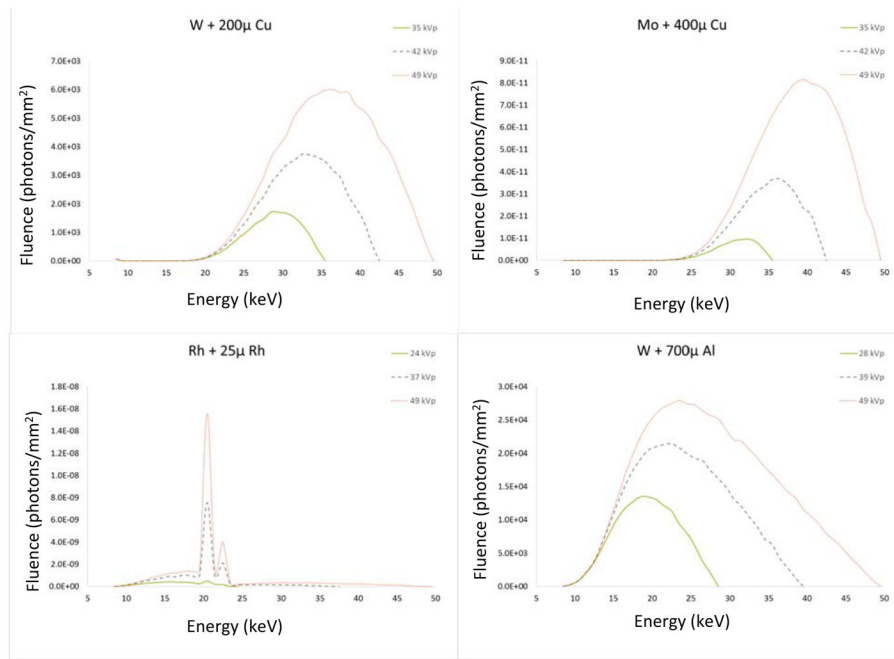 W + 200µ Cu
35 kVp
42 kVp
49 kVp
7.0E+03
6.0E+03
5.0E+03
4.0E+03
3.0E+03
2.0E+03
1.0E+03
0.0E+00
Fluence (photons/mm²)
5 10 15 20 25 30 35 40 45 50
Energy (keV)
Mo + 400µ Cu
35 kVp
42 kVp
49 kVp
9.0E-11
8.0E-11
7.0E-11
6.0E-11
5.0E-11
4.0E-11
3.0E-11
2.0E-11
1.0E-11
0.0E+00
Fluence (photons/mm²)
5 10 15 20 25 30 35 40 45 50
Energy (keV)
Rh + 25µ Rh
24 kVp
37 kVp
49 kVp
1.8E-08
1.6E-08
1.4E-08
1.2E-08
1.0E-08
8.0E-09
6.0E-09
4.0E-09
2.0E-09
0.0E+00
Fluence (photons/mm²)
5 10 15 20 25 30 35 40 45 50
Energy (keV)
W + 700µ Al
28 kVp
39 kVp
49 kVp
3.0E+04
2.5E+04
2.0E+04
1.5E+04
1.0E+04
5.0E+03
0.0E+00
Fluence (photons/mm²)
5 10 15 20 25 30 35 40 45 50
Energy (keV)